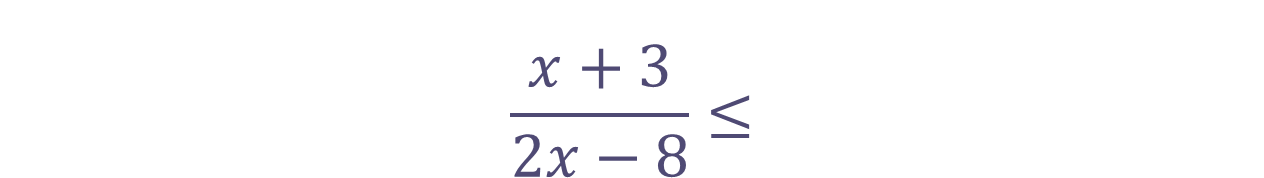 x + 3
2x − 8 ≤